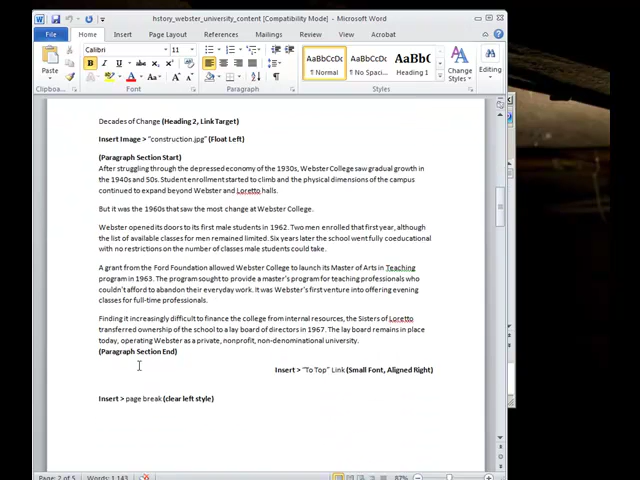 hstory_webster_university_content [Compatibility Mode] - Microsoft Word
File Home Insert Page Layout References Mailings Review View Acrobat
Calibri 11
Paste
B I U abc
AaBbCcDc AaBbCcDc AaBbC
¶ Normal ¶ No Spaci... Heading 1
Change Styles Editing
Clipboard Font Paragraph Styles
Decades of Change (Heading 2, Link Target)
Insert Image > "construction.jpg" (Float Left)
(Paragraph Section Start)
After struggling through the depressed economy of the 1930s, Webster College saw gradual growth in
the 1940s and 50s. Student enrollment started to climb and the physical dimensions of the campus
continued to expand beyond Webster and Loretto halls.
But it was the 1960s that saw the most change at Webster College.
Webster opened its doors to its first male students in 1962. Two men enrolled that first year, although
the list of available classes for men remained limited. Six years later the school went fully coeducational
with no restrictions on the number of classes male students could take.
A grant from the Ford Foundation allowed Webster College to launch its Master of Arts in Teaching
program in 1963. The program sought to provide a master's program for teaching professionals who
couldn't afford to abandon their everyday work. It was Webster's first venture into offering evening
classes for full-time professionals.
Finding it increasingly difficult to finance the college from internal resources, the Sisters of Loretto
transferred ownership of the school to a lay board of directors in 1967. The lay board remains in place
today, operating Webster as a private, nonprofit, non-denominational university.
(Paragraph Section End)
Insert > "To Top" Link (Small Font, Aligned Right)
Insert > page break (clear left style)
Page: 2 of 5 Words: 1,143 87%